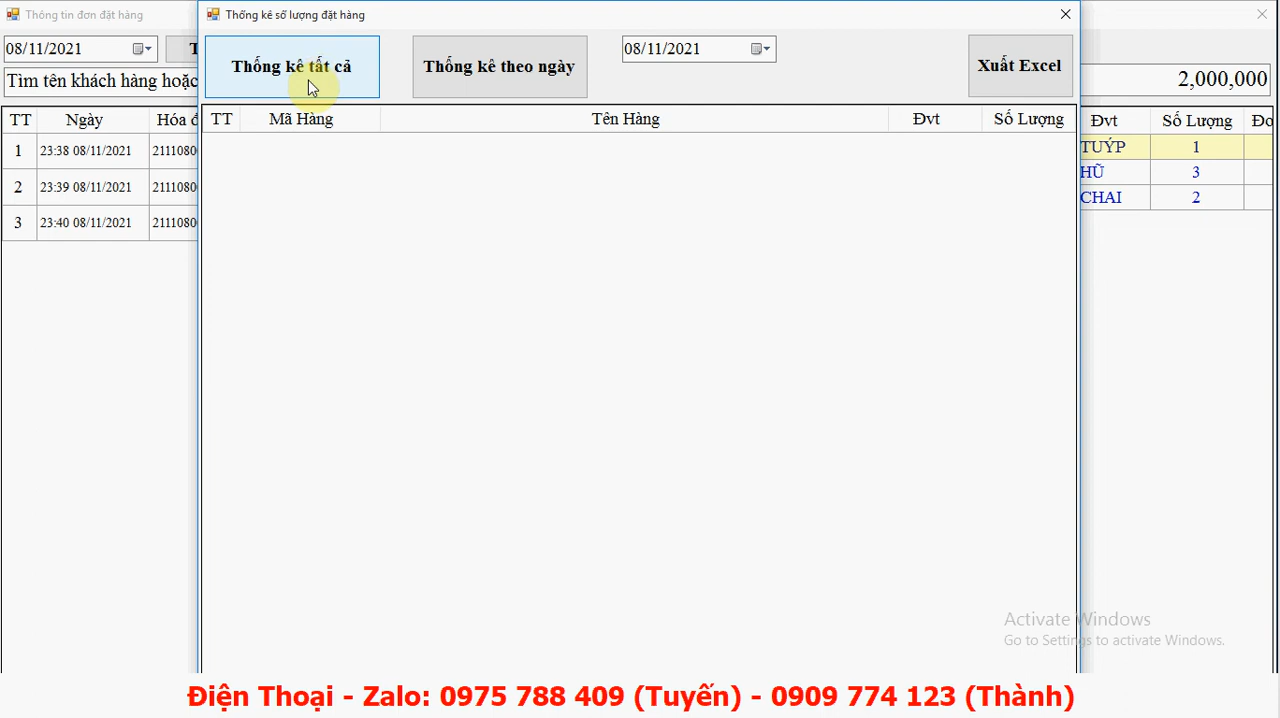 Thông tin đơn đặt hàng
Thống kê số lượng đặt hàng
08/11/2021
Thống kê tất cả
Thống kê theo ngày
08/11/2021
Xuất Excel
Tìm tên khách hàng hoặc
2,000,000
TT Ngày Hóa
TT Mã Hàng Tên Hàng Đvt Số Lượng
Đvt Số Lượng
1 23:38 08/11/2021 2111080
TUÝP 1
2 23:39 08/11/2021 2111080
HŨ 3
CHAI 2
3 23:40 08/11/2021 2111080
Activate Windows
Go to Settings to activate Windows.
Điện Thoại - Zalo: 0975 788 409 (Tuyến) - 0909 774 123 (Thành)